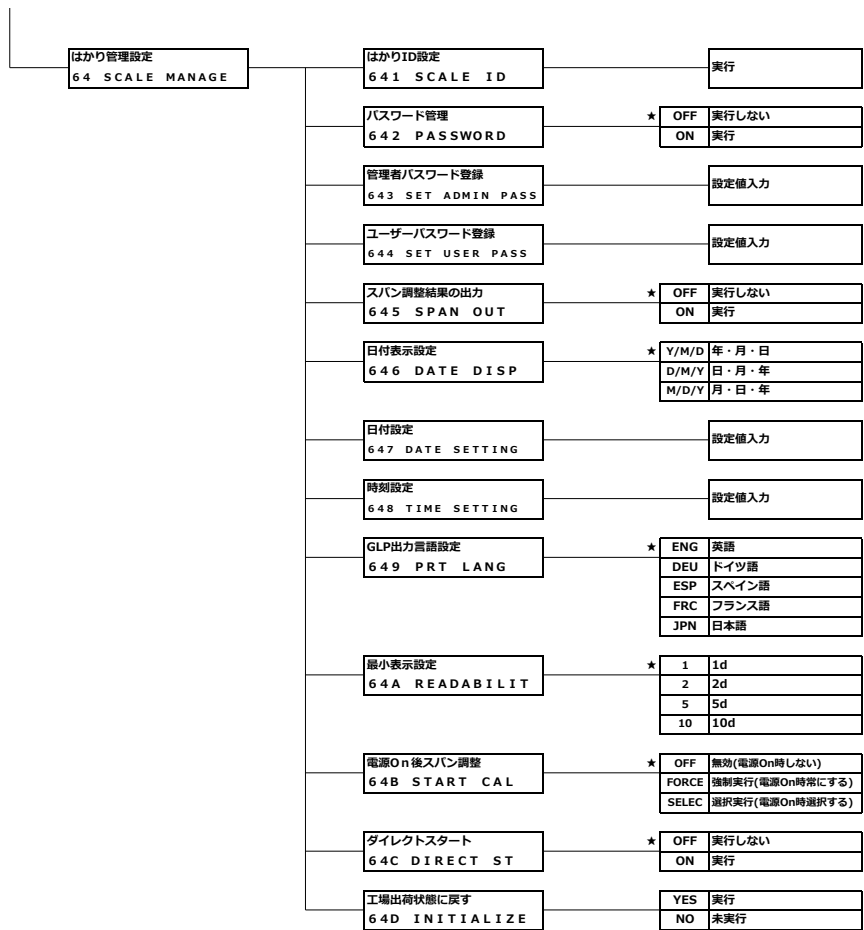 はかり管理設定
64 SCALE MANAGE
はかりID設定
641 SCALE ID
実行
パスワード管理
642 PASSWORD
★ OFF 実行しない
ON 実行
管理者パスワード登録
643 SET ADMIN PASS
設定値入力
ユーザーパスワード登録
644 SET USER PASS
設定値入力
スパン調整結果の出力
645 SPAN OUT
★ OFF 実行しない
ON 実行
日付表示設定
646 DATE DISP
★ Y/M/D 年・月・日
D/M/Y 日・月・年
M/D/Y 月・日・年
日付設定
647 DATE SETTING
設定値入力
時刻設定
648 TIME SETTING
設定値入力
GLP出力言語設定
649 PRT LANG
★ ENG 英語
DEU ドイツ語
ESP スペイン語
FRC フランス語
JPN 日本語
最小表示設定
64A READABILIT
★ 1 1d
2 2d
5 5d
10 10d
電源On後スパン調整
64B START CAL
★ OFF 無効(電源On時しない)
FORCE 強制実行(電源On時常にする)
SELEC 選択実行(電源On時選択する)
ダイレクトスタート
64C DIRECT ST
★ OFF 実行しない
ON 実行
工場出荷状態に戻す
64D INITIALIZE
YES 実行
NO 未実行